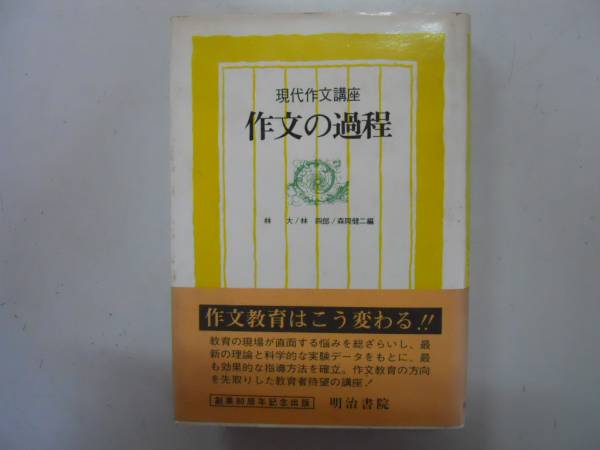 現代作文講座
作文の過程
林 大/林 四郎/森岡健二編
作文教育はこう変わる!!
教育の現場が直面する悩みを総ざらいし、最
新の理論と科学的な実験データをもとに、最
も効果的な指導方法を確立。作文教育の方向
を先取りした教育者待望の講座!
創業80周年記念出版 明治書院